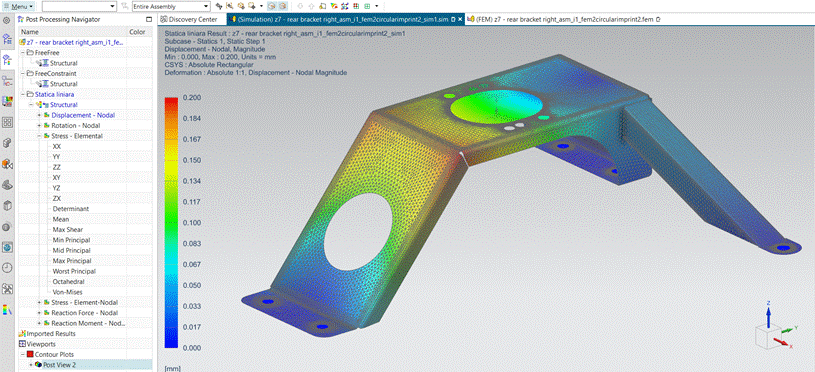 Menu
Entire Assembly
Post Processing Navigator
Discovery Center
(Simulation) z7 - rear bracket right_asm_i1_fem2circularimprint2_sim1.sim
(FEM) z7 - rear bracket right_asm_i1_fem2circularimprint2.fem
Name
Color
z7 - rear bracket right_asm_i1_fe...
FreeFree
Structural
FreeConstraint
Structural
Statica liniara
Structural
Displacement - Nodal
Rotation - Nodal
Stress - Elemental
XX
YY
ZZ
XY
YZ
ZX
Determinant
Mean
Max Shear
Min Principal
Mid Principal
Max Principal
Worst Principal
Octahedral
Von-Mises
Stress - Element-Nodal
Reaction Force - Nodal
Reaction Moment - Nod...
Imported Results
Viewports
Contour Plots
Post View 2
Statica liniara Result : z7 - rear bracket right_asm_i1_fem2circularimprint2_sim1
Subcase - Statics 1, Static Step 1
Displacement - Nodal, Magnitude
Min : 0.000, Max : 0.200, Units = mm
CSYS : Absolute Rectangular
Deformation : Absolute 1:1, Displacement - Nodal Magnitude
0.200
0.184
0.167
0.150
0.134
0.117
0.100
0.083
0.067
0.050
0.033
0.017
0.000
[mm]
Z
Y
X